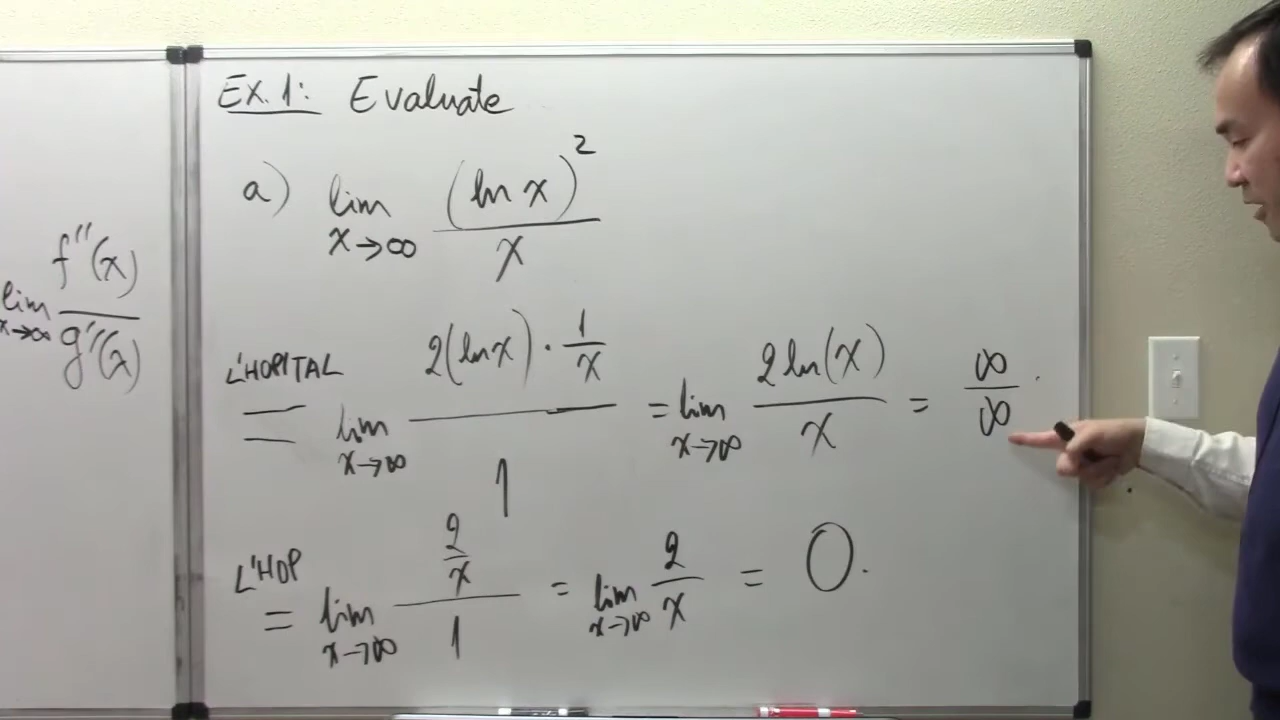 lim x→∞ f''(x) / g''(x)
Ex. 1: Evaluate
a) lim x→∞ (ln x)² / x
L'HOPITAL = lim x→∞ (2(ln x) · 1/x) / 1 = lim x→∞ 2 ln(x) / x = ∞/∞.
L'HOP = lim x→∞ (2/x) / 1 = lim x→∞ 2/x = 0.